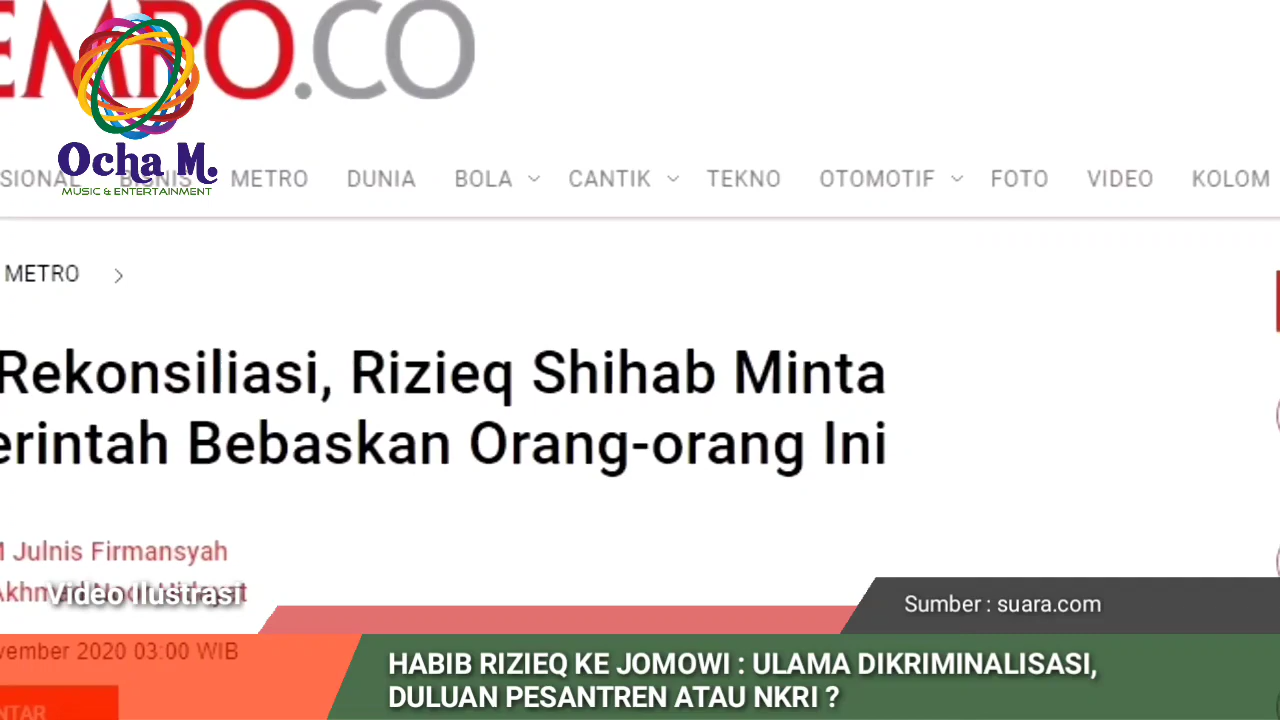 EMPO.CO
Ocha M.
MUSIC & ENTERTAINMENT
SIONAL BISNIS METRO DUNIA BOLA CANTIK TEKNO OTOMOTIF FOTO VIDEO KOLOM
METRO
Rekonsiliasi, Rizieq Shihab Minta
erintah Bebaskan Orang-orang Ini
M Julnis Firmansyah
Video Ilustrasi
Sumber : suara.com
vember 2020 03:00 WIB
HABIB RIZIEQ KE JOMOWI : ULAMA DIKRIMINALISASI,
DULUAN PESANTREN ATAU NKRI ?
NTAR